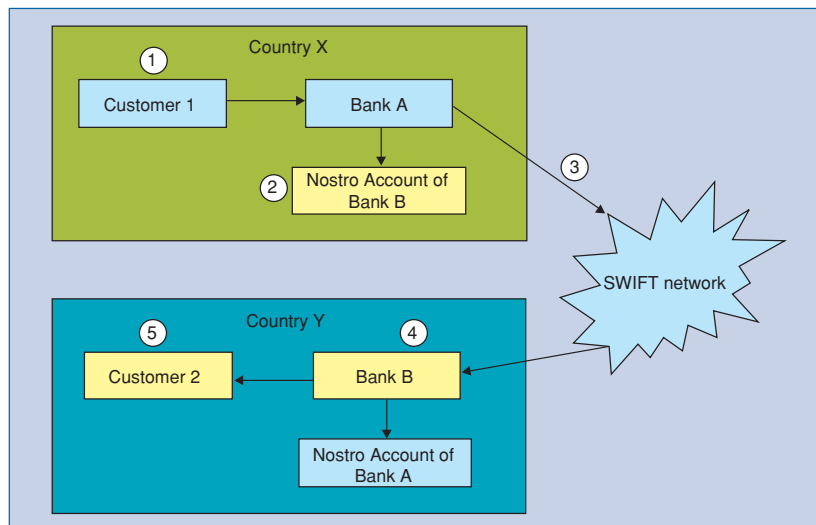 Country X
1
Customer 1
Bank A
2
Nostro Account of
Bank B
3
SWIFT network
Country Y
5
4
Customer 2
Bank B
Nostro Account of
Bank A